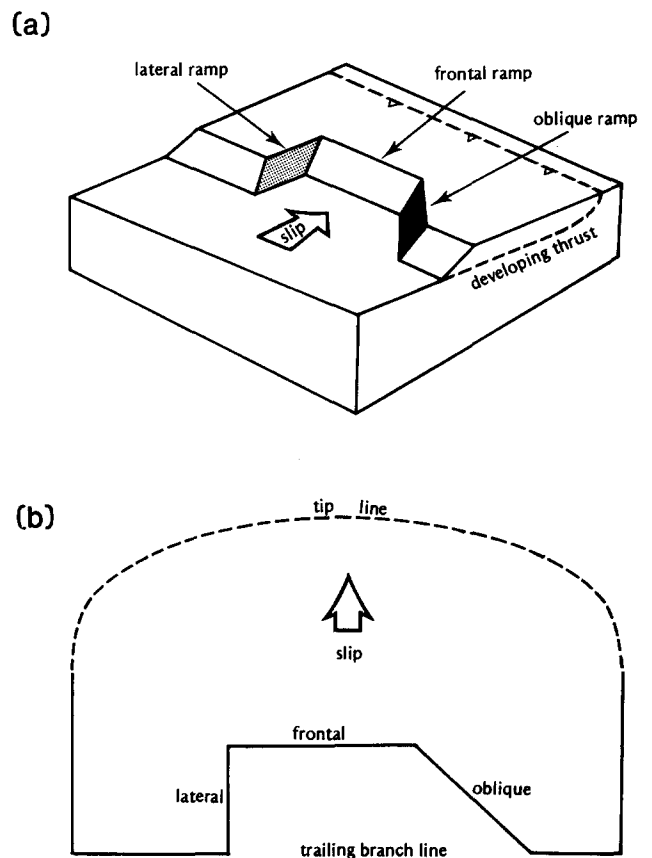 (a)
lateral ramp
frontal ramp
oblique ramp
slip
developing thrust
(b)
tip line
slip
frontal
lateral
oblique
trailing branch line